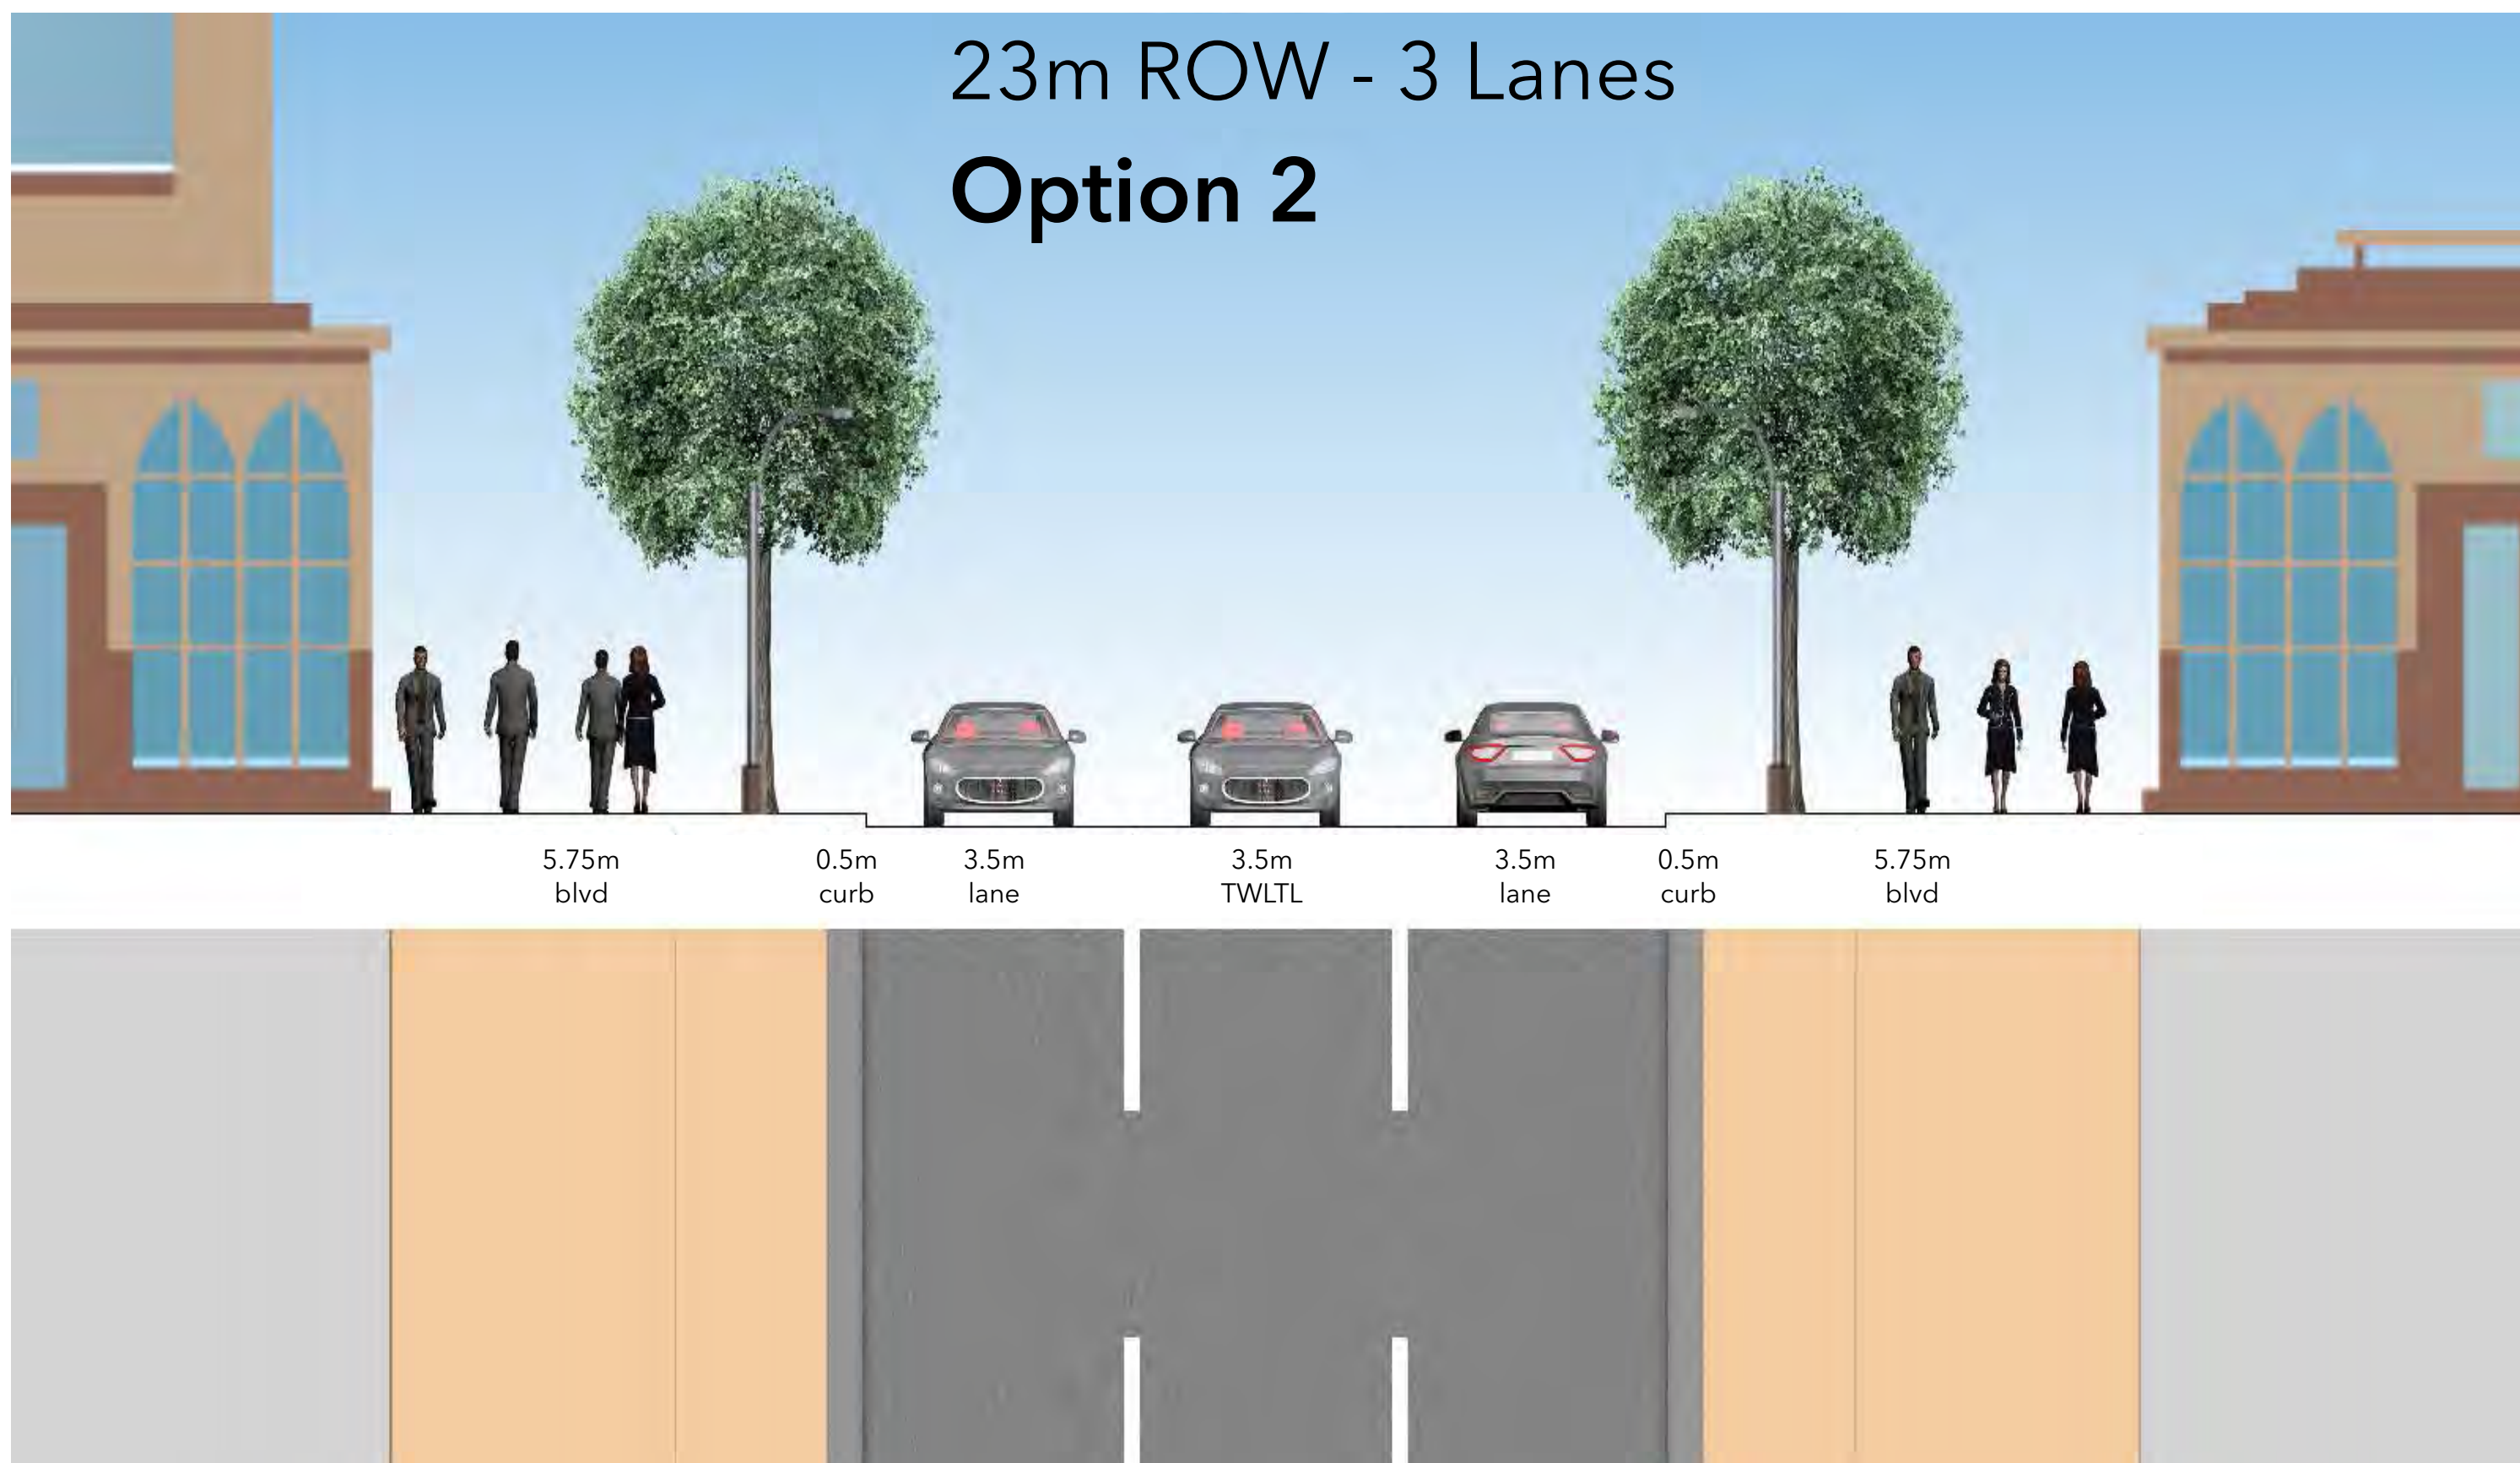 23m ROW - 3 Lanes
Option 2
5.75m
blvd
0.5m
curb
3.5m
lane
3.5m
TWLTL
3.5m
lane
0.5m
curb
5.75m
blvd